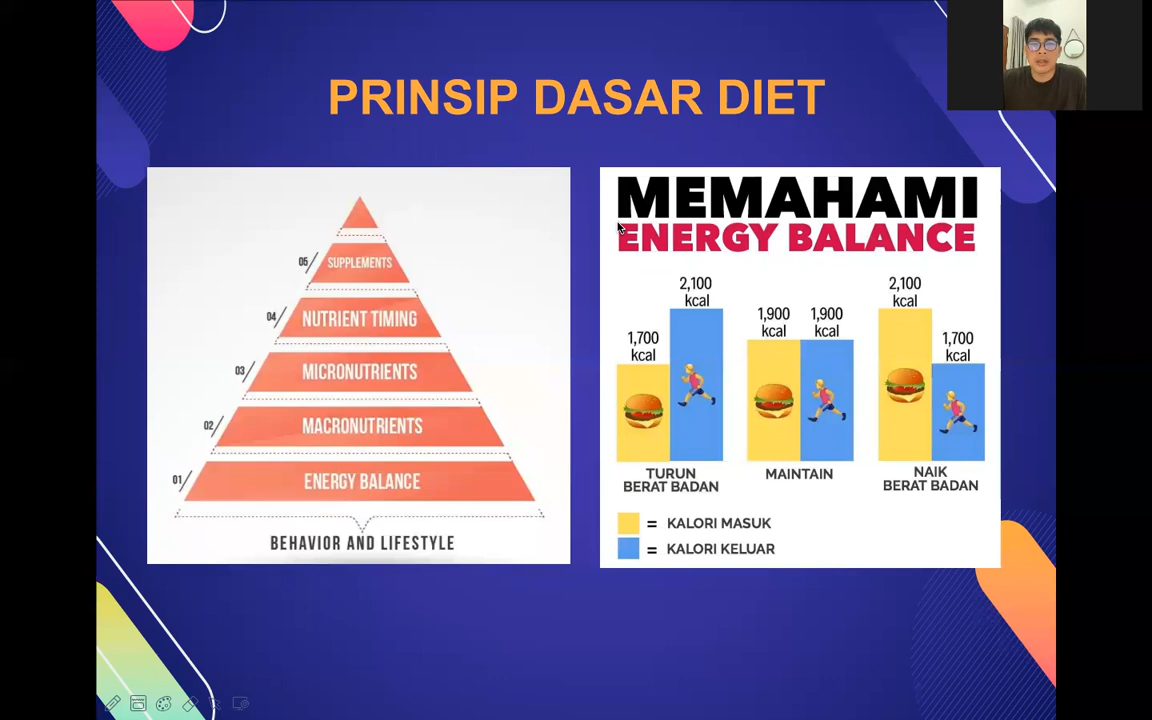 PRINSIP DASAR DIET
05 SUPPLEMENTS
04 NUTRIENT TIMING
03 MICRONUTRIENTS
02 MACRONUTRIENTS
01 ENERGY BALANCE
BEHAVIOR AND LIFESTYLE
MEMAHAMI
ENERGY BALANCE
1,700
kcal
2,100
kcal
TURUN
BERAT BADAN
1,900
kcal
1,900
kcal
MAINTAIN
2,100
kcal
1,700
kcal
NAIK
BERAT BADAN
= KALORI MASUK
= KALORI KELUAR